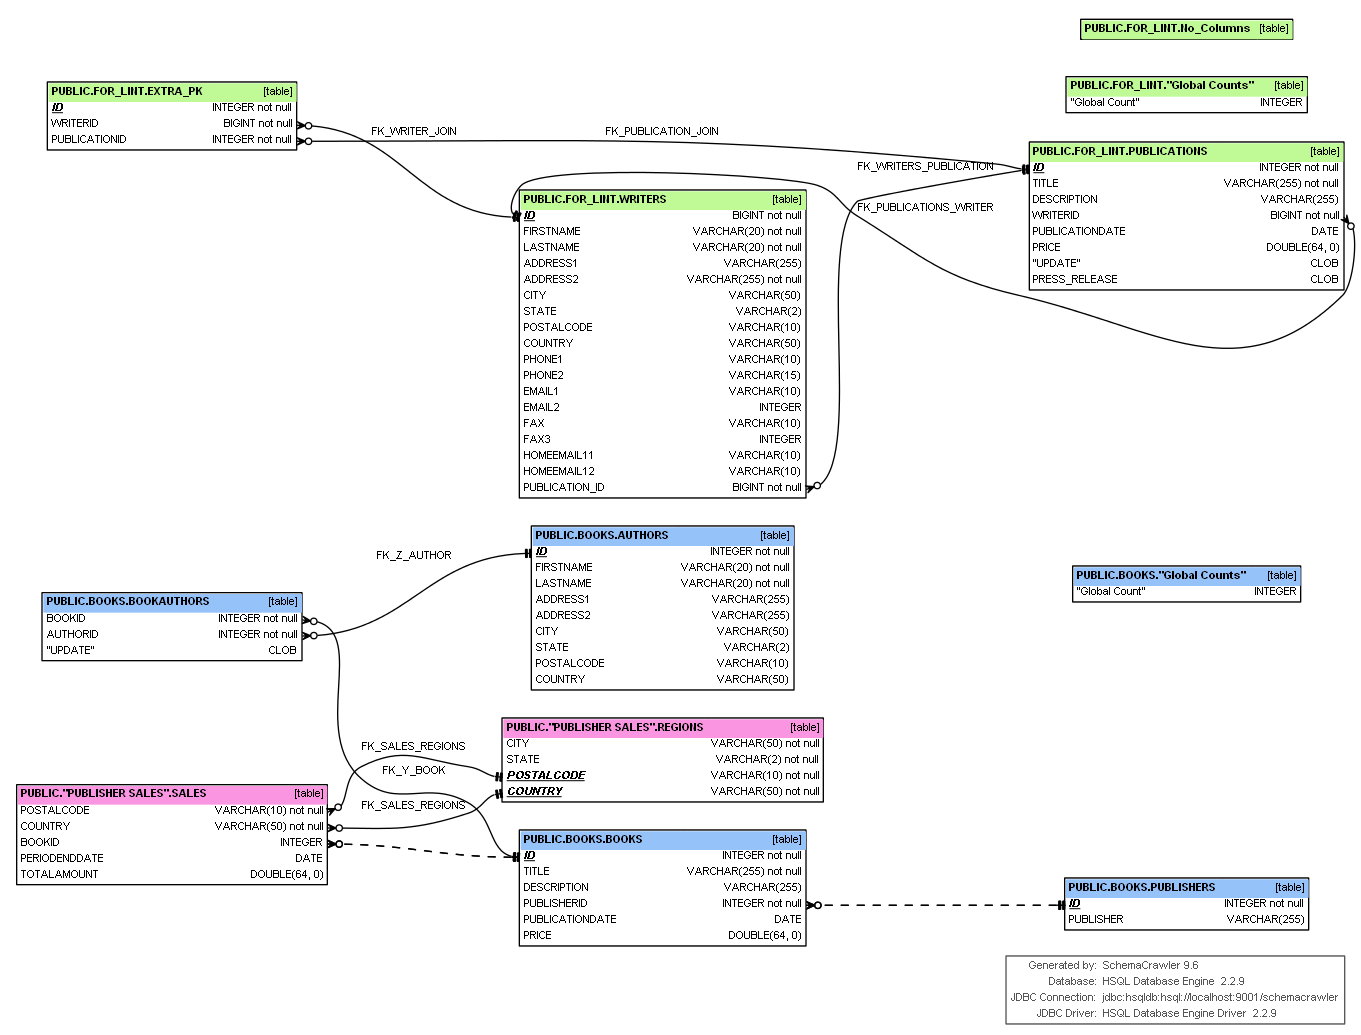 PUBLIC.FOR_LINT.No_Columns [table]
PUBLIC.FOR_LINT."Global Counts" [table]
"Global Count" INTEGER
PUBLIC.FOR_LINT.EXTRA_PK [table]
ID INTEGER not null
WRITERID BIGINT not null
PUBLICATIONID INTEGER not null
FK_WRITER_JOIN
FK_PUBLICATION_JOIN
FK_WRITERS_PUBLICATION
FK_PUBLICATIONS_WRITER
PUBLIC.FOR_LINT.PUBLICATIONS [table]
ID INTEGER not null
TITLE VARCHAR(255) not null
DESCRIPTION VARCHAR(255)
WRITERID BIGINT not null
PUBLICATIONDATE DATE
PRICE DOUBLE(64, 0)
"UPDATE" CLOB
PRESS_RELEASE CLOB
PUBLIC.FOR_LINT.WRITERS [table]
ID BIGINT not null
FIRSTNAME VARCHAR(20) not null
LASTNAME VARCHAR(20) not null
ADDRESS1 VARCHAR(255)
ADDRESS2 VARCHAR(255) not null
CITY VARCHAR(50)
STATE VARCHAR(2)
POSTALCODE VARCHAR(10)
COUNTRY VARCHAR(50)
PHONE1 VARCHAR(10)
PHONE2 VARCHAR(15)
EMAIL1 VARCHAR(10)
EMAIL2 INTEGER
FAX VARCHAR(10)
FAX3 INTEGER
HOMEEMAIL11 VARCHAR(10)
HOMEEMAIL12 VARCHAR(10)
PUBLICATION_ID BIGINT not null
PUBLIC.BOOKS.AUTHORS [table]
ID INTEGER not null
FIRSTNAME VARCHAR(20) not null
LASTNAME VARCHAR(20) not null
ADDRESS1 VARCHAR(255)
ADDRESS2 VARCHAR(255)
CITY VARCHAR(50)
STATE VARCHAR(2)
POSTALCODE VARCHAR(10)
COUNTRY VARCHAR(50)
FK_Z_AUTHOR
PUBLIC.BOOKS."Global Counts" [table]
"Global Count" INTEGER
PUBLIC.BOOKS.BOOKAUTHORS [table]
BOOKID INTEGER not null
AUTHORID INTEGER not null
"UPDATE" CLOB
PUBLIC."PUBLISHER SALES".REGIONS [table]
CITY VARCHAR(50) not null
STATE VARCHAR(2) not null
POSTALCODE VARCHAR(10) not null
COUNTRY VARCHAR(50) not null
FK_SALES_REGIONS
FK_Y_BOOK
FK_SALES_REGIONS
PUBLIC."PUBLISHER SALES".SALES [table]
POSTALCODE VARCHAR(10) not null
COUNTRY VARCHAR(50) not null
BOOKID INTEGER
PERIODENDDATE DATE
TOTALAMOUNT DOUBLE(64, 0)
PUBLIC.BOOKS.BOOKS [table]
ID INTEGER not null
TITLE VARCHAR(255) not null
DESCRIPTION VARCHAR(255)
PUBLISHERID INTEGER not null
PUBLICATIONDATE DATE
PRICE DOUBLE(64, 0)
PUBLIC.BOOKS.PUBLISHERS [table]
ID INTEGER not null
PUBLISHER VARCHAR(255)
Generated by: SchemaCrawler 9.6
Database: HSQL Database Engine 2.2.9
JDBC Connection: jdbc:hsqldb:hsql://localhost:9001/schemacrawler
JDBC Driver: HSQL Database Engine Driver 2.2.9